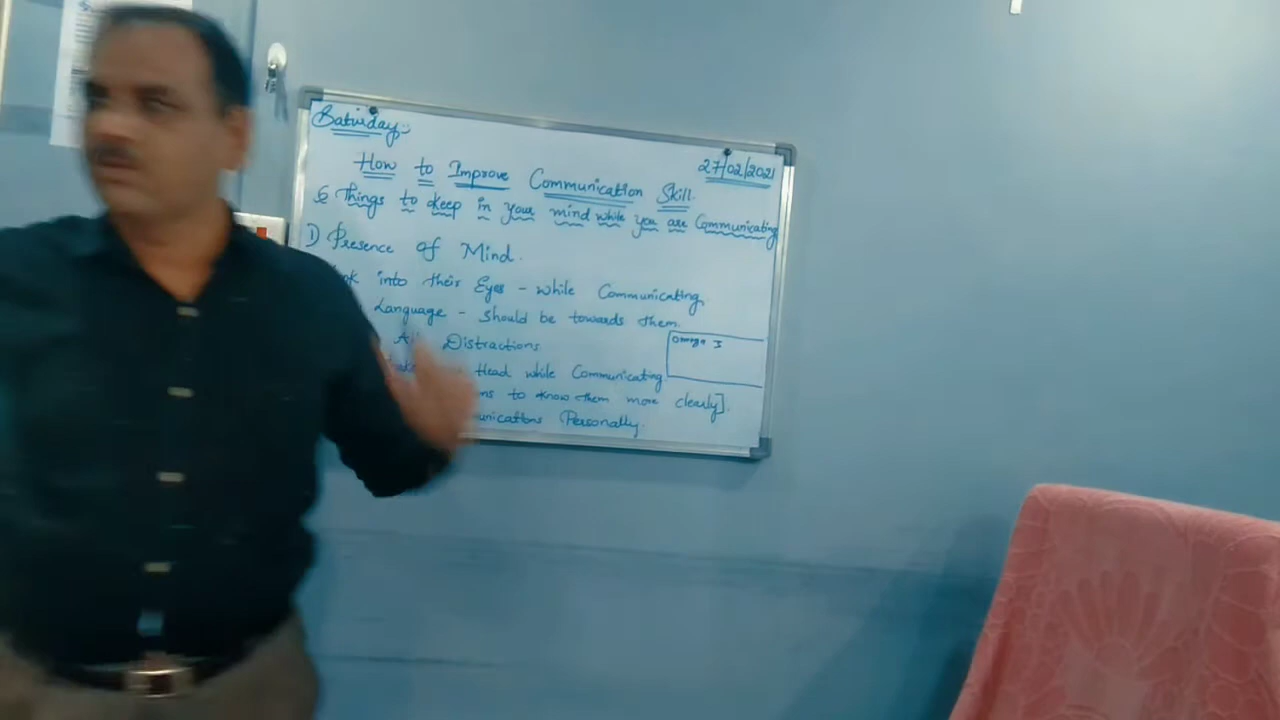 Saturday:-
27/02/2021
How to Improve Communication Skill.
6 Things to keep in your mind while you are Communicating
1) Presence of Mind.
into their Eyes - while Communicating
Language - should be towards them.
Distractions
Omega I
Head while Communicating
to know them more clearly].
Personally.